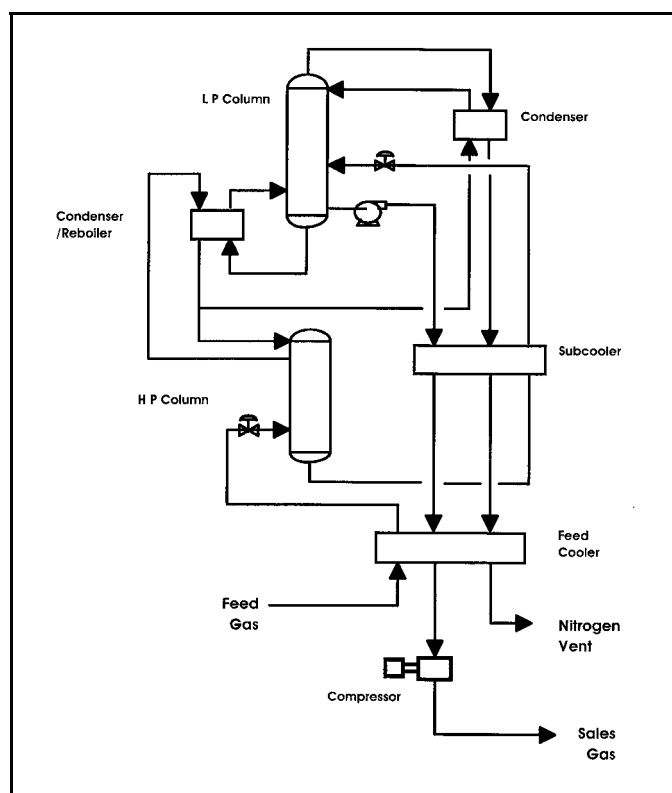 L P Column
Condenser
Condenser
/Reboiler
Subcooler
H P Column
Feed
Cooler
Feed
Gas
Nitrogen
Vent
Compressor
Sales
Gas